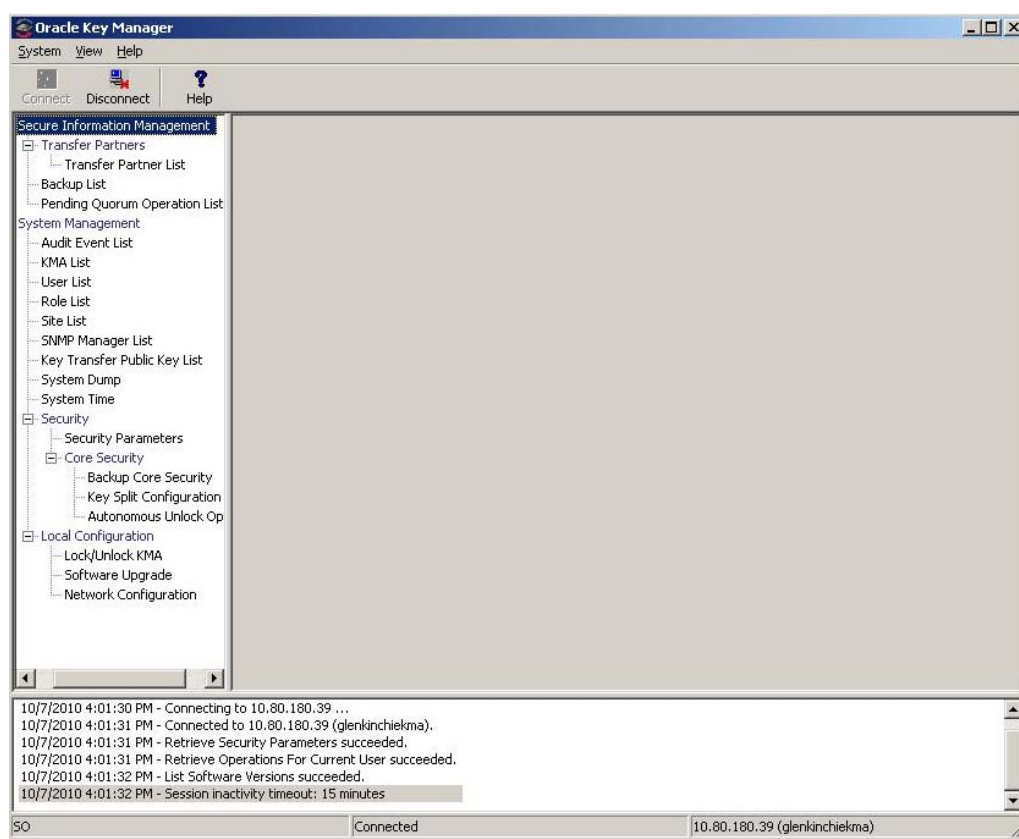 Oracle Key Manager
System View Help
Connect Disconnect Help
Secure Information Management
Transfer Partners
Transfer Partner List
Backup List
Pending Quorum Operation List
System Management
Audit Event List
KMA List
User List
Role List
Site List
SNMP Manager List
Key Transfer Public Key List
System Dump
System Time
Security
Security Parameters
Core Security
Backup Core Security
Key Split Configuration
Autonomous Unlock Op
Local Configuration
Lock/Unlock KMA
Software Upgrade
Network Configuration
10/7/2010 4:01:30 PM - Connecting to 10.80.180.39 ...
10/7/2010 4:01:31 PM - Connected to 10.80.180.39 (glenkinchiekma).
10/7/2010 4:01:31 PM - Retrieve Security Parameters succeeded.
10/7/2010 4:01:31 PM - Retrieve Operations For Current User succeeded.
10/7/2010 4:01:32 PM - List Software Versions succeeded.
10/7/2010 4:01:32 PM - Session inactivity timeout: 15 minutes
SO Connected 10.80.180.39 (glenkinchiekma)